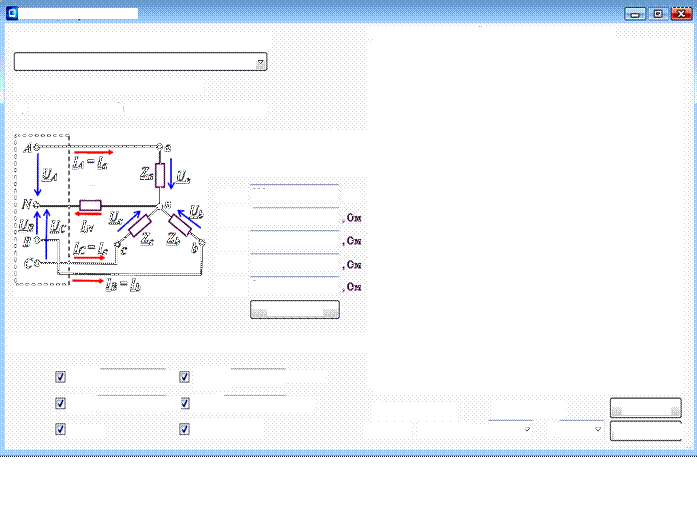 A
a
I_A = I_a
U_A
Z_a
U_a
N
n
U_B
U_C
I_N
U_c
U_b
B
Z_c
Z_b
I_C = I_c
c
b
C
I_B = I_b
, Ом
, Ом
, Ом
, Ом